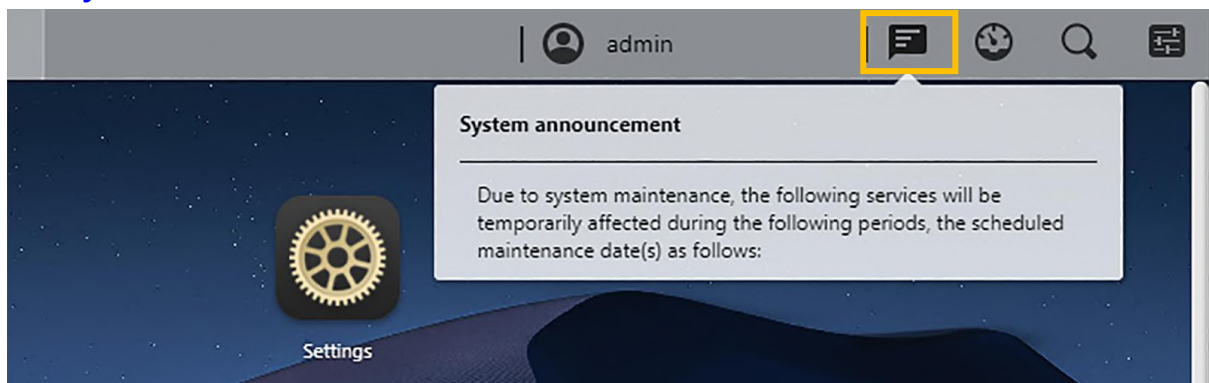 admin
System announcement
Due to system maintenance, the following services will be
temporarily affected during the following periods, the scheduled
maintenance date(s) as follows:
Settings